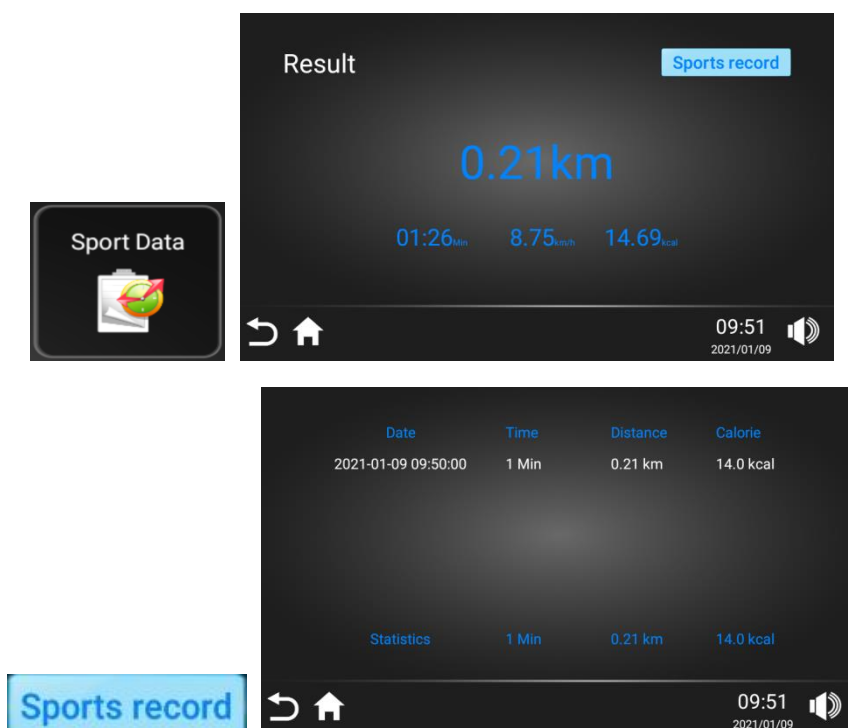 Result
Sports record
0.21km
01:26Min 8.75km/h 14.69kcal
Sport Data
09:51
2021/01/09
Date Time Distance Calorie
2021-01-09 09:50:00 1 Min 0.21 km 14.0 kcal
Statistics 1 Min 0.21 km 14.0 kcal
Sports record
09:51
2021/01/09